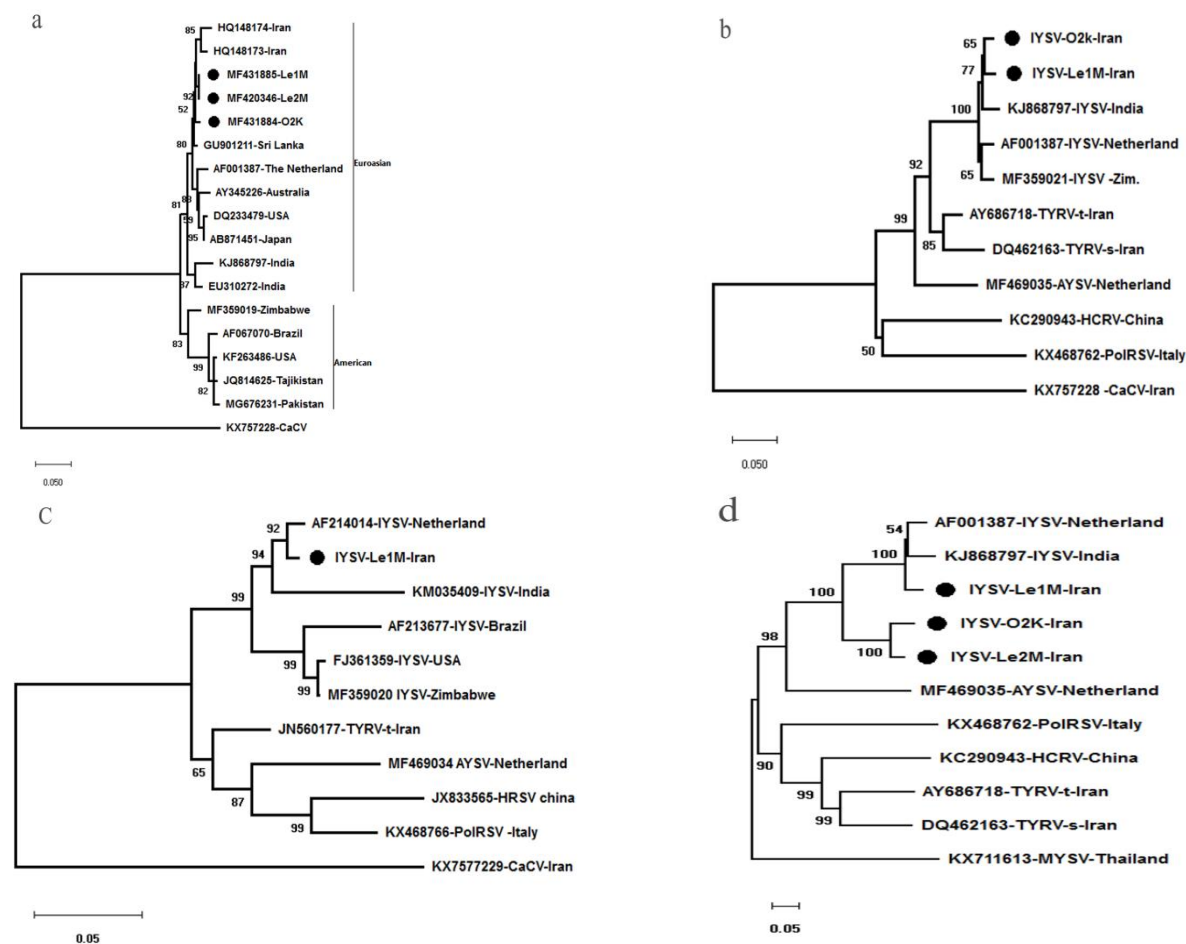 a
85
HQ148174-Iran
HQ148173-Iran
MF431885-Le1M
92
MF420346-Le2M
52
MF431884-O2K
80
GU901211-Sri Lanka
Euroasian
AF001387-The Netherland
88
AY345226-Australia
81
59
DQ233479-USA
95
AB871451-Japan
KJ868797-India
37
EU310272-India
MF359019-Zimbabwe
83
AF067070-Brazil
99
KF263486-USA
American
82
JQ814625-Tajikistan
MG676231-Pakistan
KX757228-CaCV
0.050
b
65
IYSV-O2k-Iran
77
IYSV-Le1M-Iran
100
KJ868797-IYSV-India
AF001387-IYSV-Netherland
92
65
MF359021-IYSV -Zim.
99
AY686718-TYRV-t-Iran
85
DQ462163-TYRV-s-Iran
MF469035-AYSV-Netherland
KC290943-HCRV-China
50
KX468762-PolRSV-Italy
KX757228 -CaCV-Iran
0.050
C
92
AF214014-IYSV-Netherland
94
IYSV-Le1M-Iran
99
KM035409-IYSV-India
AF213677-IYSV-Brazil
99
FJ361359-IYSV-USA
99
MF359020 IYSV-Zimbabwe
JN560177-TYRV-t-Iran
65
MF469034 AYSV-Netherland
87
JX833565-HRSV china
99
KX468766-PolRSV -Italy
KX7577229-CaCV-Iran
0.05
d
54
AF001387-IYSV-Netherland
100
KJ868797-IYSV-India
100
IYSV-Le1M-Iran
IYSV-O2K-Iran
98
100
IYSV-Le2M-Iran
MF469035-AYSV-Netherland
KX468762-PolRSV-Italy
90
KC290943-HCRV-China
99
AY686718-TYRV-t-Iran
99
DQ462163-TYRV-s-Iran
KX711613-MYSV-Thailand
0.05